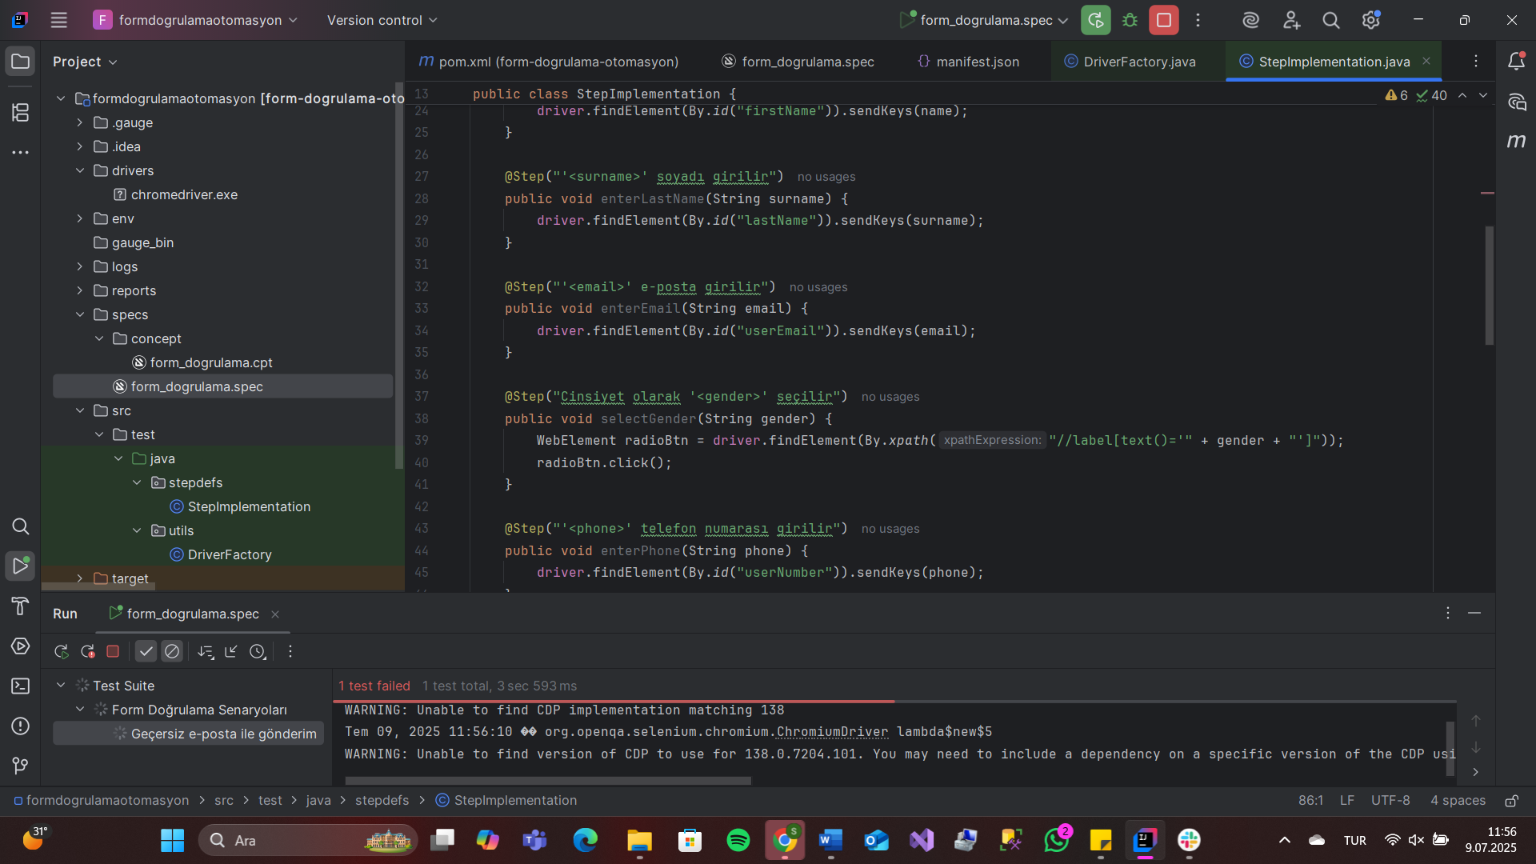 F formdogrulamaotomasyon Version control form_dogrulama.spec
Project
pom.xml (form-dogrulama-otomasyon) form_dogrulama.spec manifest.json DriverFactory.java StepImplementation.java
formdogrulamaotomasyon [form-dogrulama-oto
.gauge
.idea
drivers
chromedriver.exe
env
gauge_bin
logs
reports
specs
concept
form_dogrulama.cpt
form_dogrulama.spec
src
test
java
stepdefs
StepImplementation
utils
DriverFactory
target
13 public class StepImplementation {
6 40
24 driver.findElement(By.id("firstName")).sendKeys(name);
25 }
26
27 @Step("'<surname>' soyadı girilir") no usages
28 public void enterLastName(String surname) {
29 driver.findElement(By.id("lastName")).sendKeys(surname);
30 }
31
32 @Step("'<email>' e-posta girilir") no usages
33 public void enterEmail(String email) {
34 driver.findElement(By.id("userEmail")).sendKeys(email);
35 }
36
37 @Step("Cinsiyet olarak '<gender>' seçilir") no usages
38 public void selectGender(String gender) {
39 WebElement radioBtn = driver.findElement(By.xpath( xpathExpression: "//label[text()='" + gender + "']"));
40 radioBtn.click();
41 }
42
43 @Step("'<phone>' telefon numarası girilir") no usages
44 public void enterPhone(String phone) {
45 driver.findElement(By.id("userNumber")).sendKeys(phone);
Run form_dogrulama.spec
Test Suite
Form Doğrulama Senaryoları
Geçersiz e-posta ile gönderim
1 test failed 1 test total, 3 sec 593 ms
WARNING: Unable to find CDP implementation matching 138
Tem 09, 2025 11:56:10 �� org.openqa.selenium.chromium.ChromiumDriver lambda$new$5
WARNING: Unable to find version of CDP to use for 138.0.7204.101. You may need to include a dependency on a specific version of the CDP usi
formdogrulamaotomasyon > src > test > java > stepdefs > StepImplementation
86:1 LF UTF-8 4 spaces
31°
Ara
2
TUR
11:56
9.07.2025